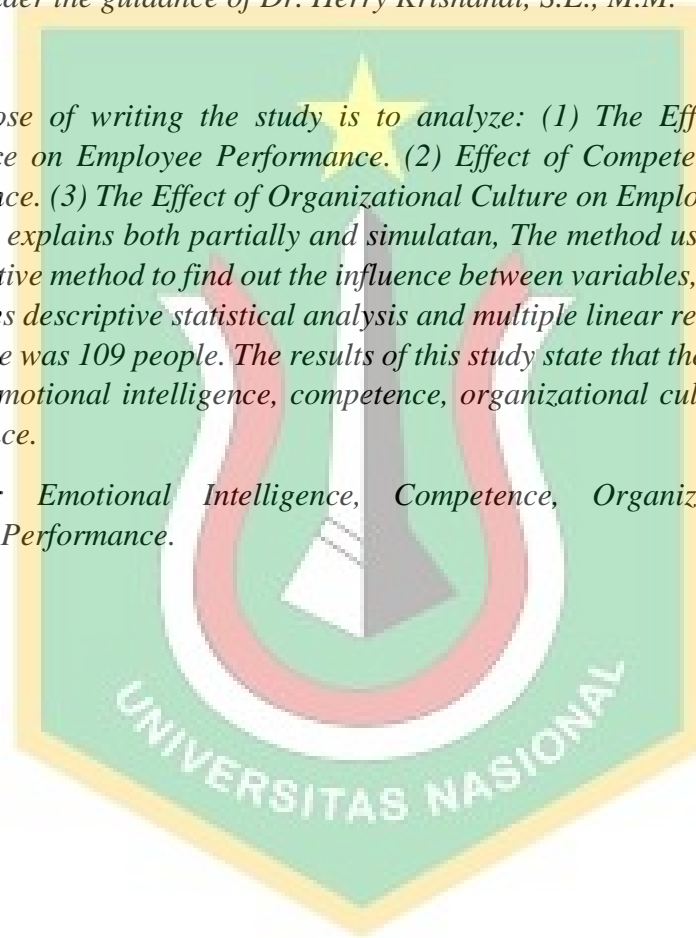 der the guidance of Dr. Herry Krishandi, S.E., M.M.
ose of writing the study is to analyze: (1) The Eff
ce on Employee Performance. (2) Effect of Compete
nce. (3) The Effect of Organizational Culture on Emplo
explains both partially and simulatan, The method us
tive method to find out the influence between variables,
es descriptive statistical analysis and multiple linear re
e was 109 people. The results of this study state that the
motional intelligence, competence, organizational cul
ce.
: Emotional Intelligence, Competence, Organiz
Performance.
UNIVERSITAS NASIONAL